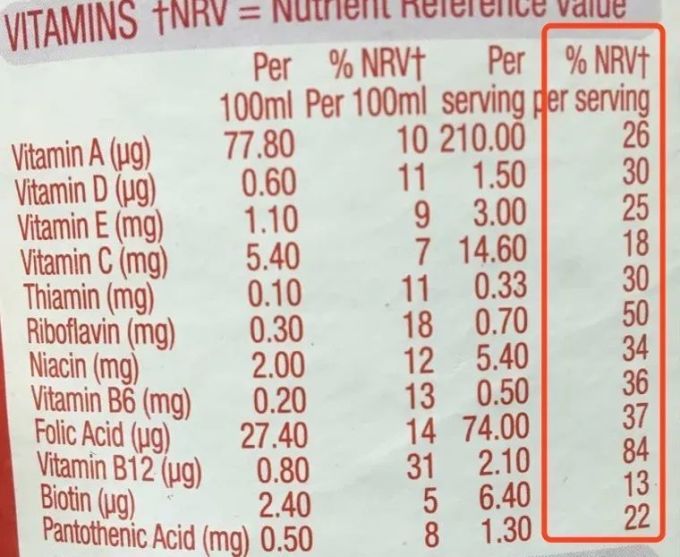 VITAMINS †NRV = Nutrient Reference Value
Per % NRV† Per % NRV†
100ml Per 100ml serving per serving
Vitamin A (µg) 77.80 10 210.00 26
Vitamin D (µg) 0.60 11 1.50 30
Vitamin E (mg) 1.10 9 3.00 25
Vitamin C (mg) 5.40 7 14.60 18
Thiamin (mg) 0.10 11 0.33 30
Riboflavin (mg) 0.30 18 0.70 50
Niacin (mg) 2.00 12 5.40 34
Vitamin B6 (mg) 0.20 13 0.50 36
Folic Acid (µg) 27.40 14 74.00 37
Vitamin B12 (µg) 0.80 31 2.10 84
Biotin (µg) 2.40 5 6.40 13
Pantothenic Acid (mg) 0.50 8 1.30 22